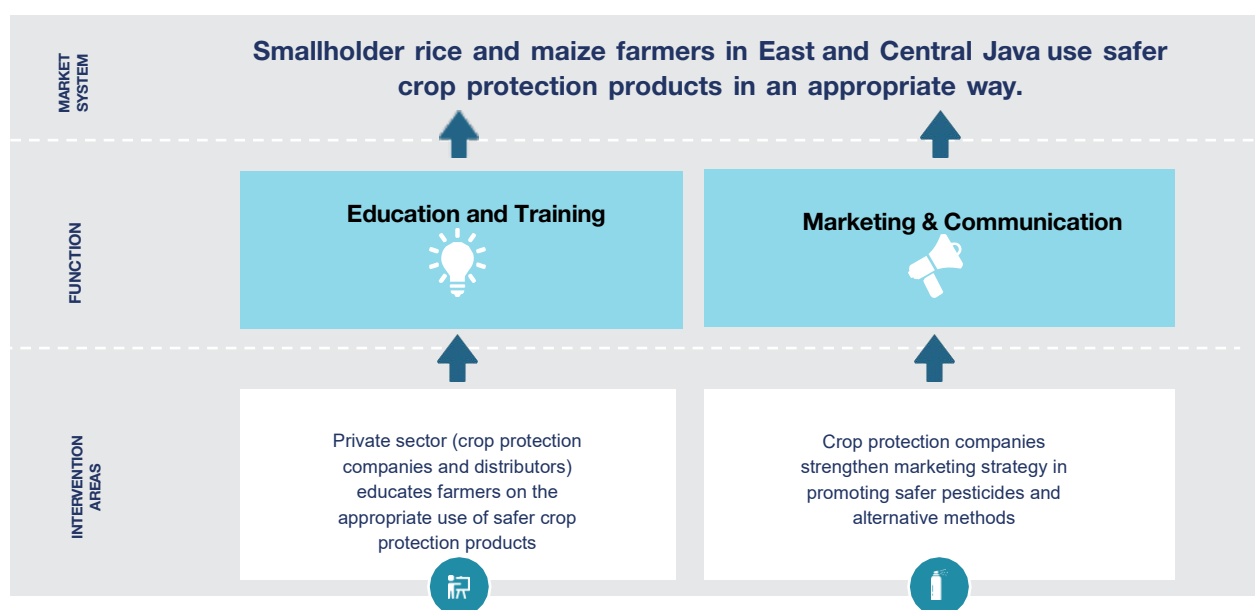 MARKET
SYSTEM
Smallholder rice and maize farmers in East and Central Java use safer
crop protection products in an appropriate way.
FUNCTION
Education and Training
Marketing & Communication
INTERVENTION
AREAS
Private sector (crop protection
companies and distributors)
educates farmers on the
appropriate use of safer crop
protection products
Crop protection companies
strengthen marketing strategy in
promoting safer pesticides and
alternative methods